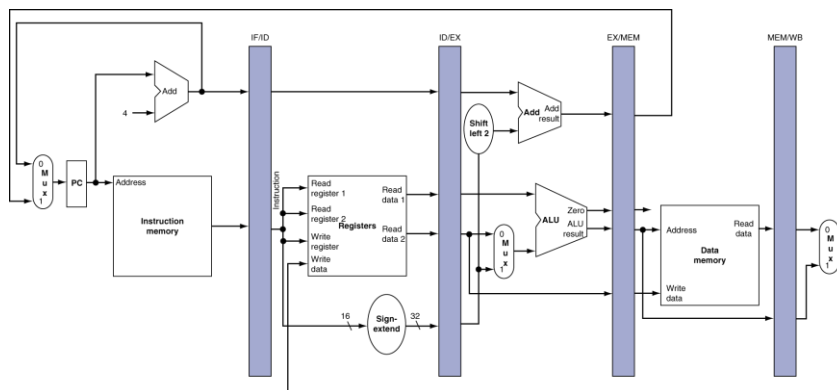 IF/ID
ID/EX
EX/MEM
MEM/WB
Add
4
Shift
left 2
Add
Add
result
0
M
u
x
1
PC
Address
Instruction
memory
Instruction
Read
register 1
Read
register 2
Write
register
Write
data
Registers
Read
data 1
Read
data 2
16
Sign-
extend
32
0
M
u
x
1
ALU
Zero
ALU
result
Address
Write
data
Data
memory
Read
data
0
M
u
x
1